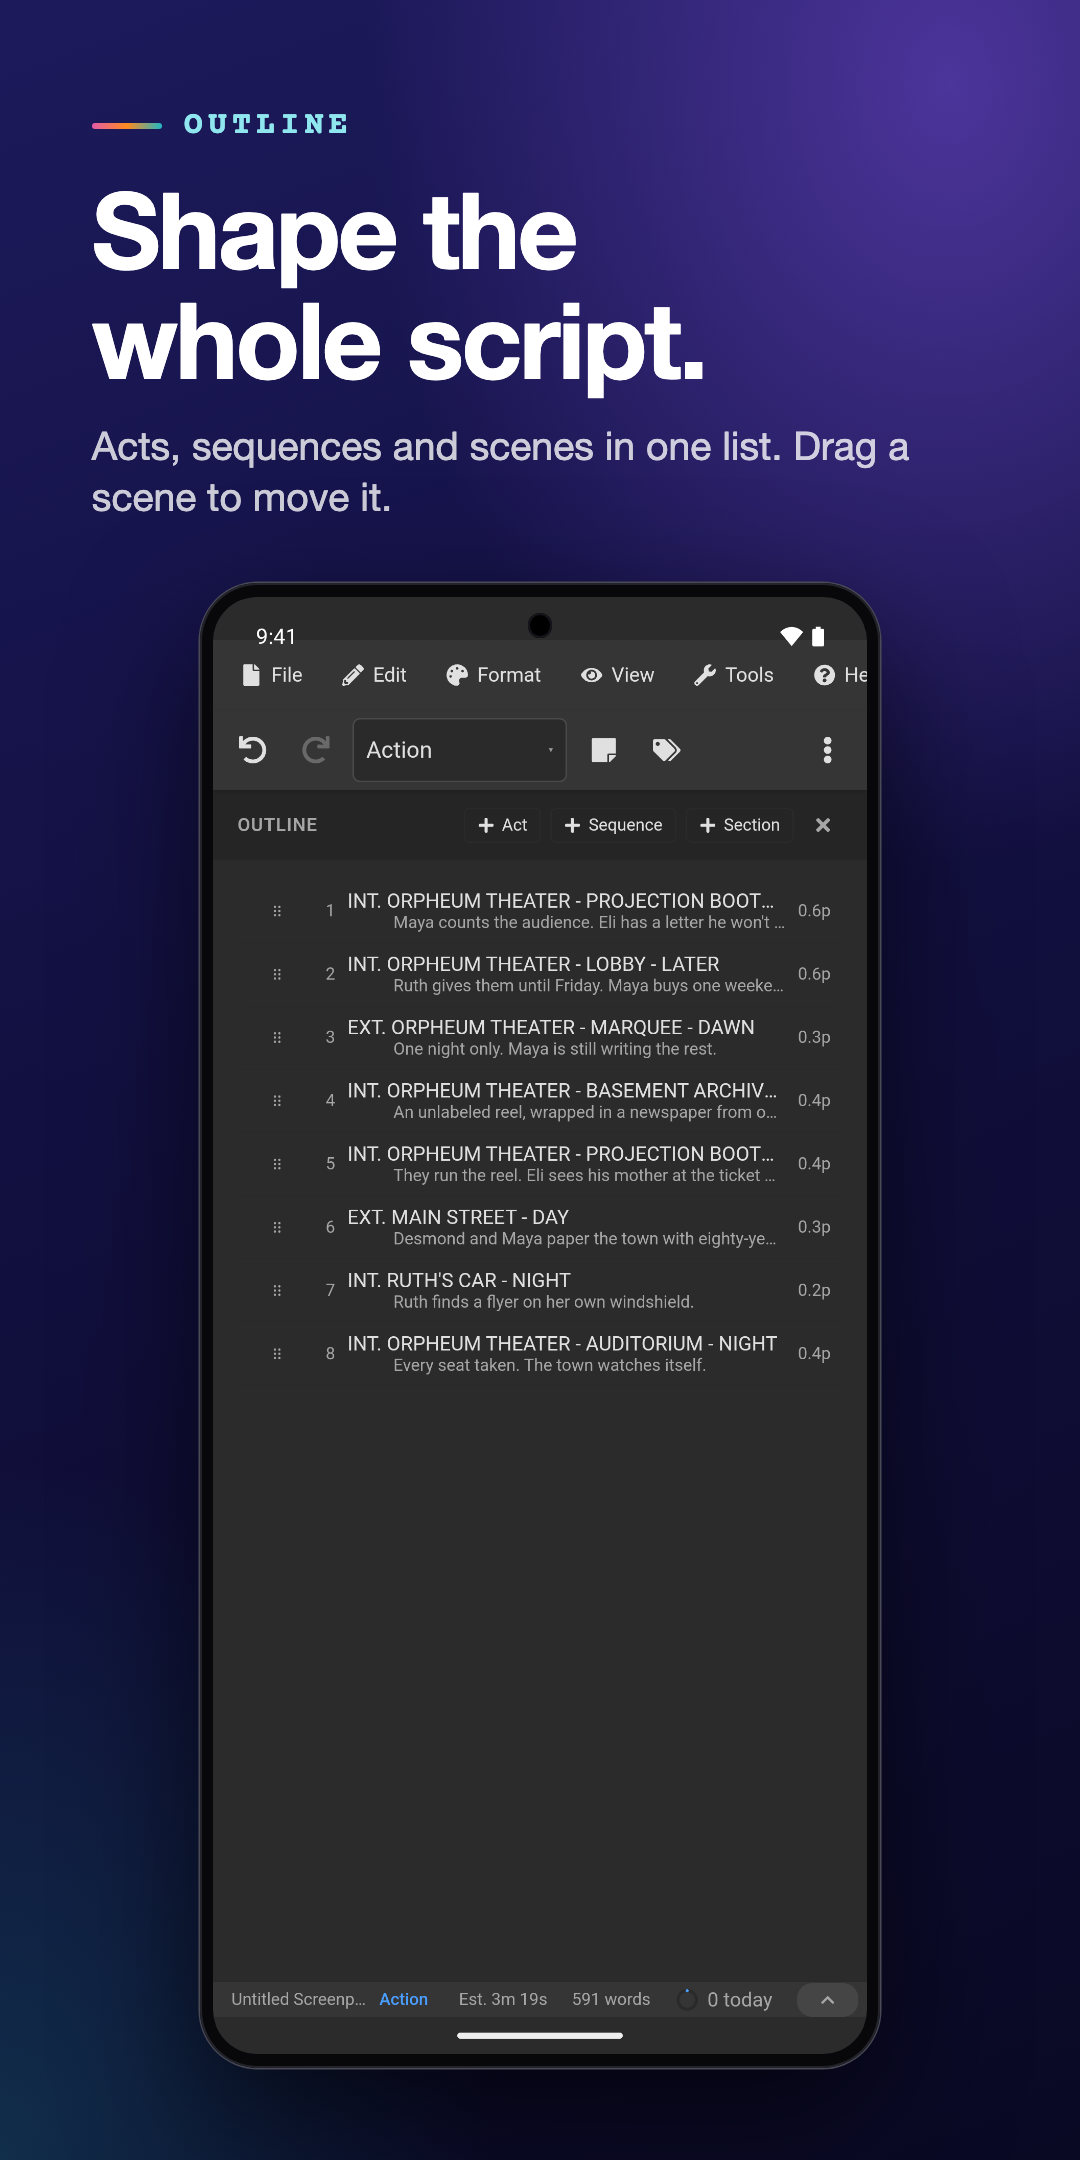 OUTLINE
Shape the
whole script.
Acts, sequences and scenes in one list. Drag a
scene to move it.
9:41
File Edit Format View Tools He
Action
OUTLINE + Act + Sequence + Section
1 INT. ORPHEUM THEATER - PROJECTION BOOT... 0.6p
Maya counts the audience. Eli has a letter he won't ...
2 INT. ORPHEUM THEATER - LOBBY - LATER 0.6p
Ruth gives them until Friday. Maya buys one weeke...
3 EXT. ORPHEUM THEATER - MARQUEE - DAWN 0.3p
One night only. Maya is still writing the rest.
4 INT. ORPHEUM THEATER - BASEMENT ARCHIV... 0.4p
An unlabeled reel, wrapped in a newspaper from o...
5 INT. ORPHEUM THEATER - PROJECTION BOOT... 0.4p
They run the reel. Eli sees his mother at the ticket ...
6 EXT. MAIN STREET - DAY 0.3p
Desmond and Maya paper the town with eighty-ye...
7 INT. RUTH'S CAR - NIGHT 0.2p
Ruth finds a flyer on her own windshield.
8 INT. ORPHEUM THEATER - AUDITORIUM - NIGHT 0.4p
Every seat taken. The town watches itself.
Untitled Screenp... Action Est. 3m 19s 591 words 0 today